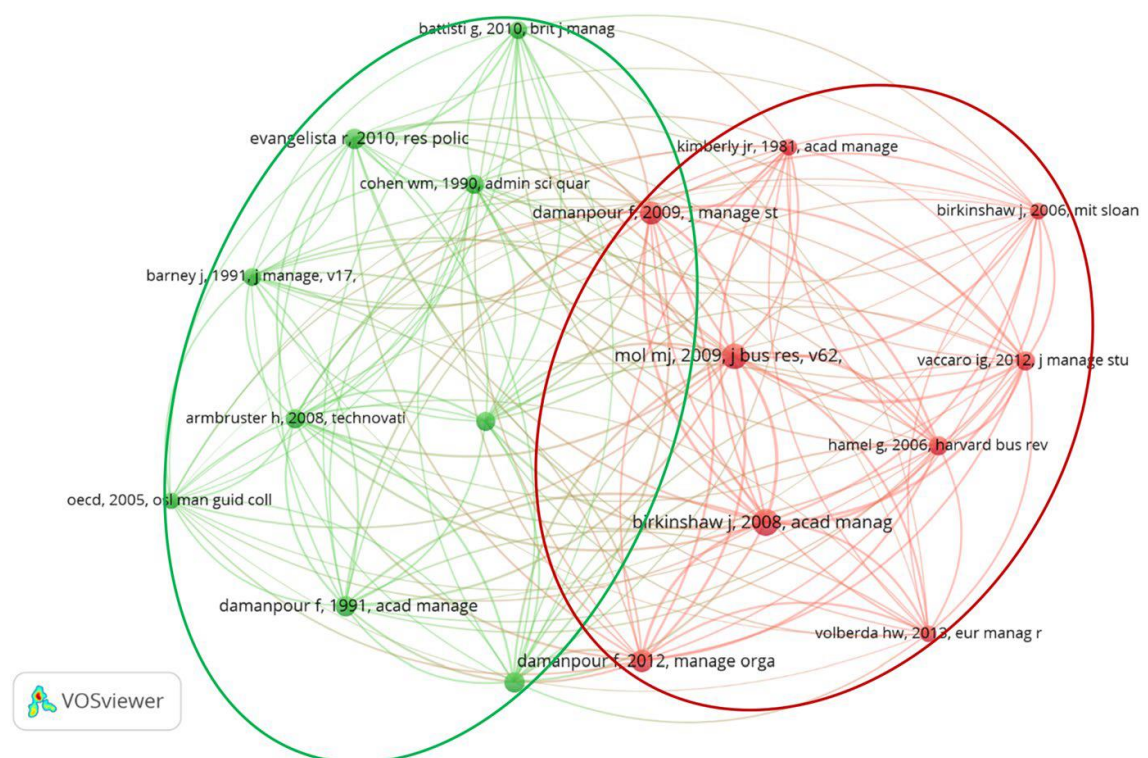 battisti g, 2010, brit j manag
evangelista r, 2010, res polic
kimberly jr, 1981, acad manage
cohen wm, 1990, admin sci quar
damanpour f, 2009, j manage st
birkinshaw j, 2006, mit sloan
barney j, 1991, j manage, v17,
mol mj, 2009, j bus res, v62,
vaccaro ig, 2012, j manage stu
armbruster h, 2008, technovati
hamel g, 2006, harvard bus rev
oecd, 2005, osl man guid coll
birkinshaw j, 2008, acad manag
damanpour f, 1991, acad manage
volberda hw, 2013, eur manag r
damanpour f, 2012, manage orga
VOSviewer